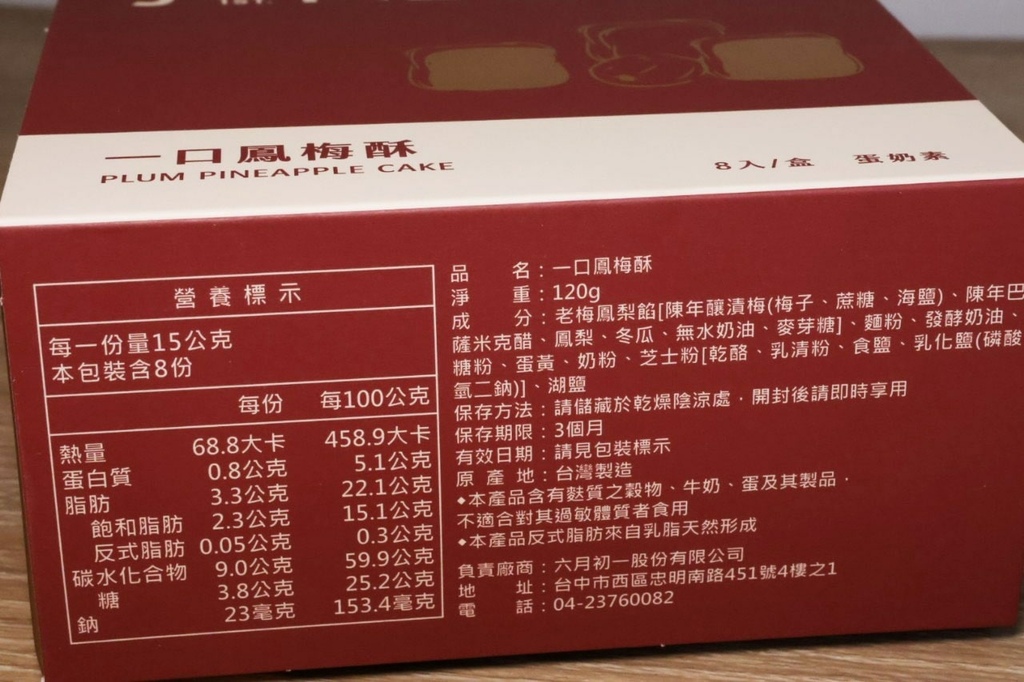 一口鳳梅酥
PLUM PINEAPPLE CAKE
8入/盒 蛋奶素
營養標示
每一份量15公克
本包裝含8份
每份 每100公克
熱量 68.8大卡 458.9大卡
蛋白質 0.8公克 5.1公克
脂肪 3.3公克 22.1公克
飽和脂肪 2.3公克 15.1公克
反式脂肪 0.05公克 0.3公克
碳水化合物 9.0公克 59.9公克
糖 3.8公克 25.2公克
鈉 23毫克 153.4毫克
品名：一口鳳梅酥
淨重：120g
成分：老梅鳳梨餡[陳年釀漬梅(梅子、蔗糖、海鹽)、陳年巴
薩米克醋、鳳梨、冬瓜、無水奶油、麥芽糖]、麵粉、發酵奶油、
糖粉、蛋黃、奶粉、芝士粉[乾酪、乳清粉、食鹽、乳化鹽(磷酸
氫二鈉)]、湖鹽
保存方法：請儲藏於乾燥陰涼處，開封後請即時享用
保存期限：3個月
有效日期：請見包裝標示
原產地：台灣製造
◆本產品含有麩質之穀物、牛奶、蛋及其製品，
不適合對其過敏體質者食用
◆本產品反式脂肪來自乳脂天然形成
負責廠商：六月初一股份有限公司
地址：台中市西區忠明南路451號4樓之1
電話：04-23760082